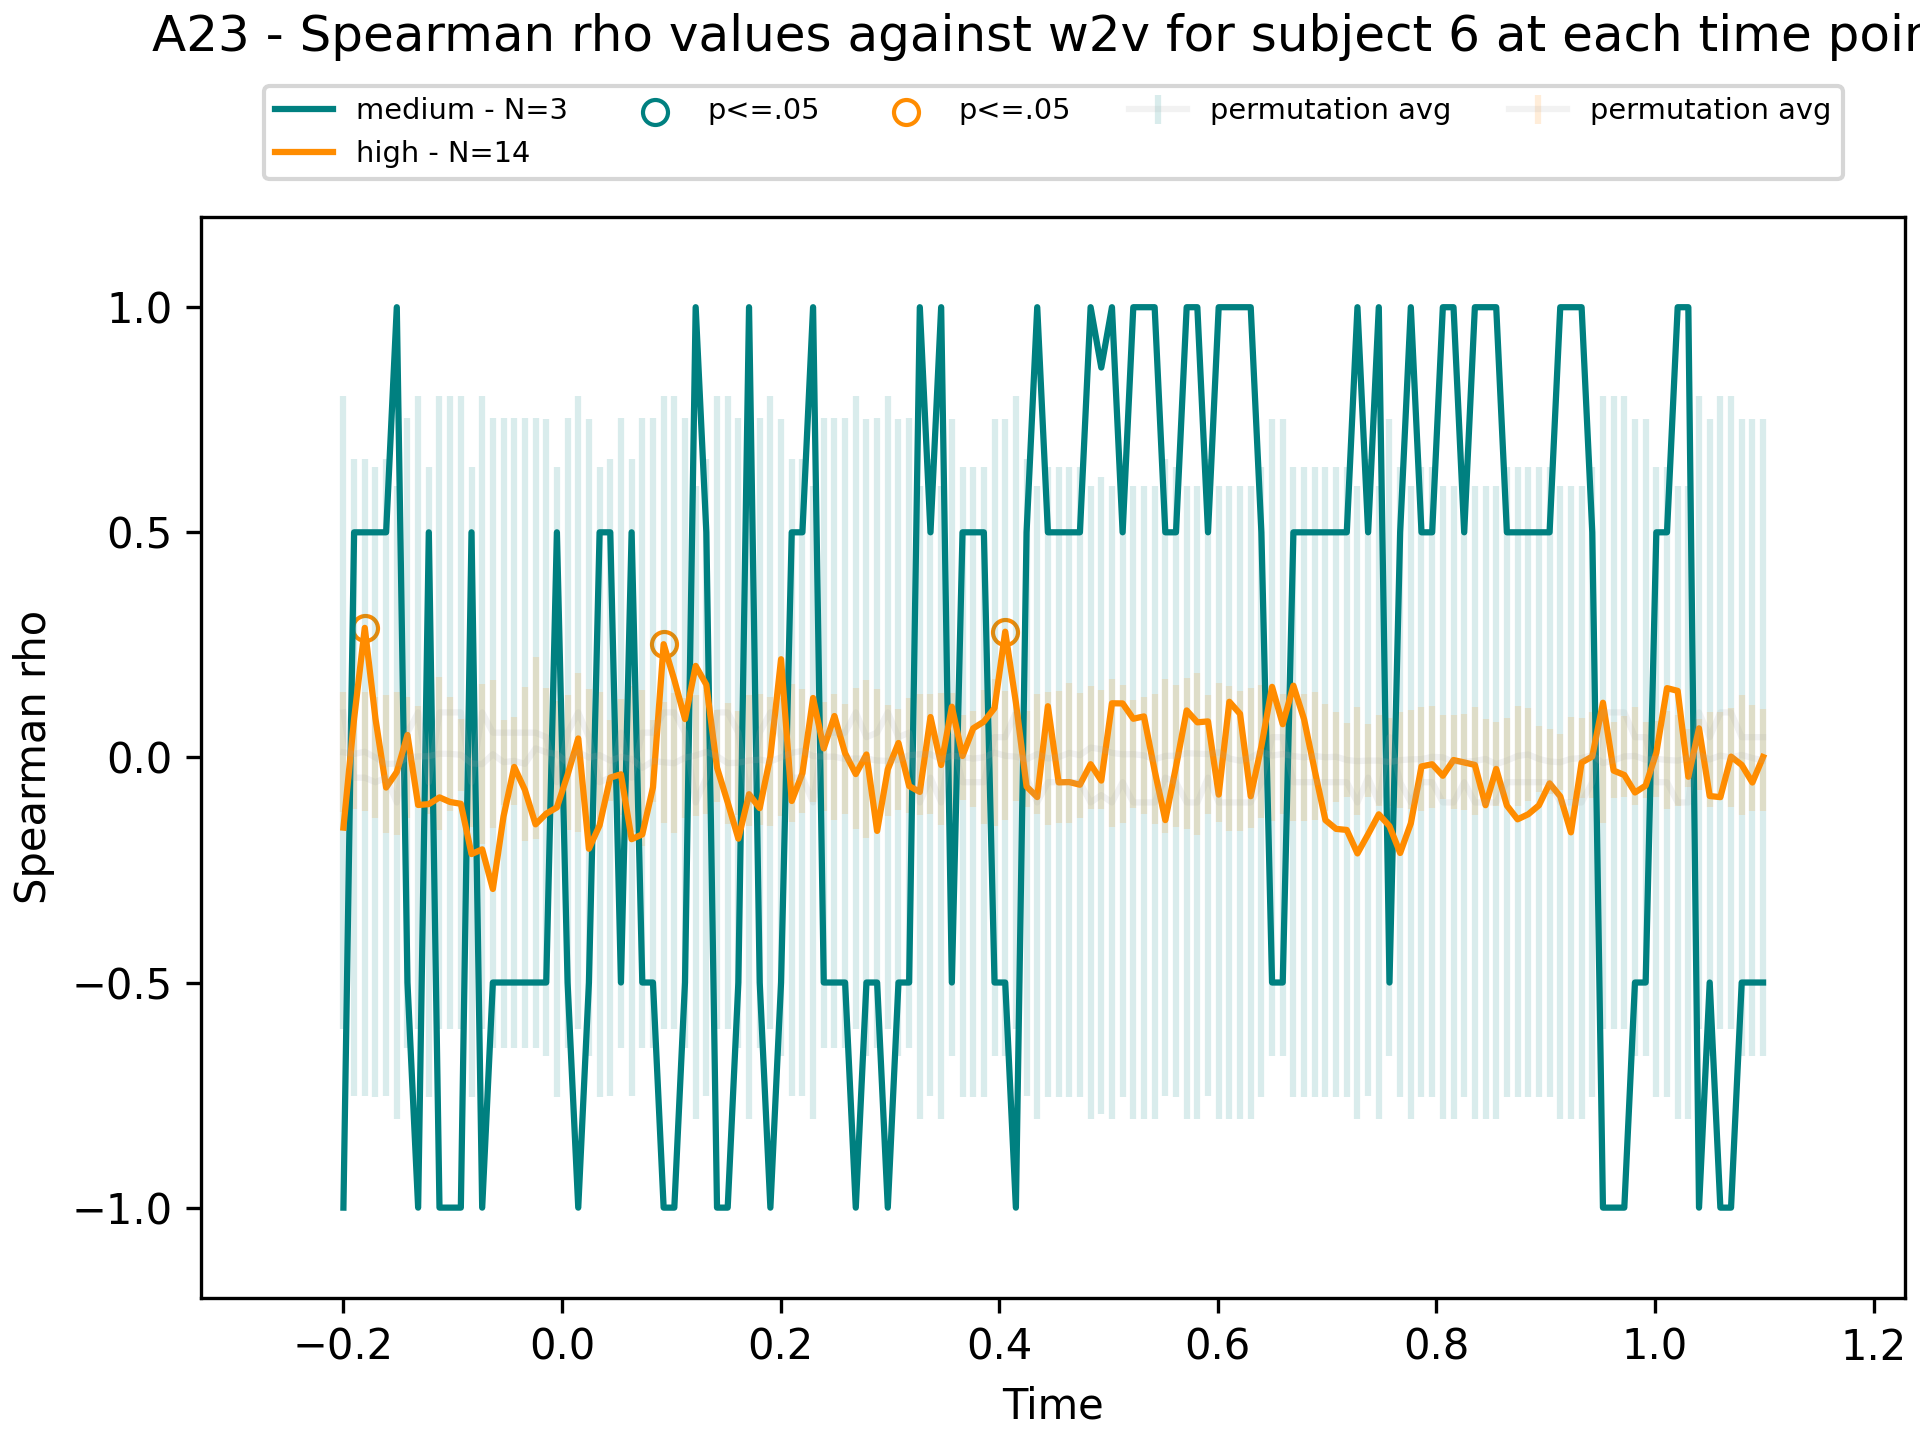 A23 - Spearman rho values against w2v for subject 6 at each time poin
medium - N=3 p<=.05 p<=.05 permutation avg permutation avg
high - N=14
1.0
0.5
0.0
−0.5
−1.0
Spearman rho
−0.2 0.0 0.2 0.4 0.6 0.8 1.0 1.2
Time